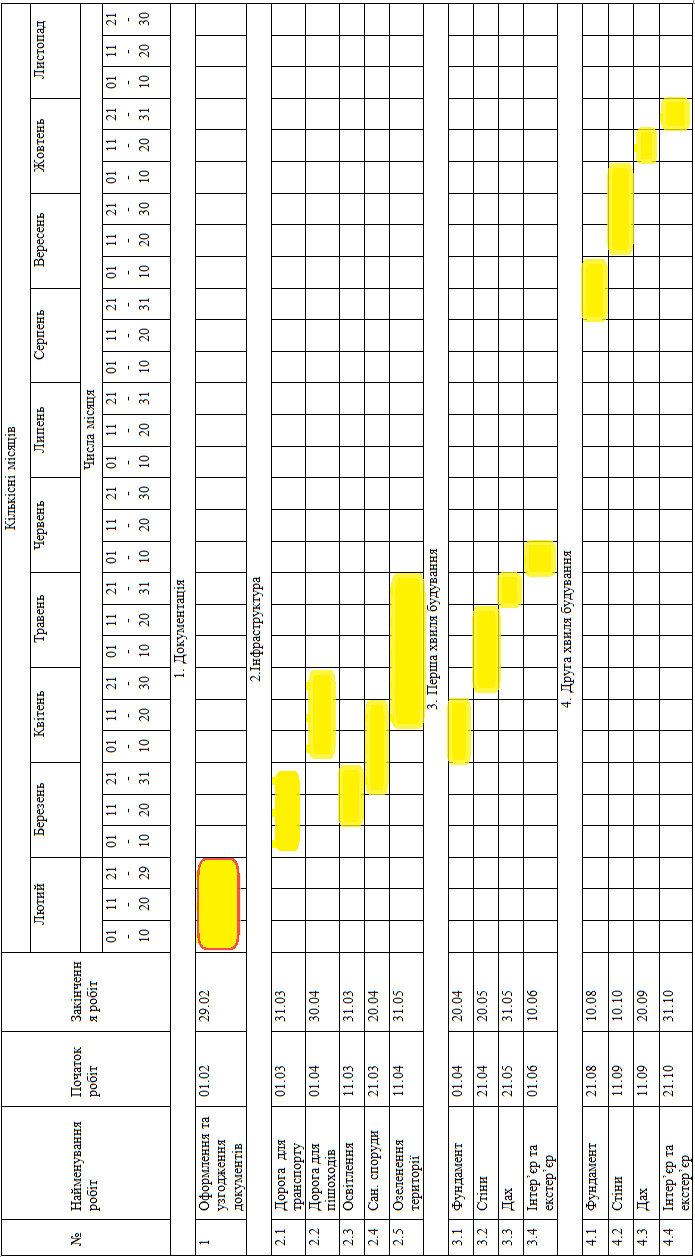 Кількісні місяців
Лютий Березень Квітень Травень Червень Липень Серпень Вересень Жовтень Листопад
№ Найменування робіт Початок робіт Закінченн
я робіт
Числа місяця
01 11 21 01 11 21 01 11 21 01 11 21 01 11 21 01 11 21 01 11 21 01 11 21 01 11 21 01 11 21
- - - - - - - - - - - - - - - - - - - - - - - - - - - - - -
10 20 29 10 20 31 10 20 30 10 20 31 10 20 30 10 20 31 10 20 31 10 20 30 10 20 31 10 20 30
1. Документація
1 Оформлення та 01.02 29.02
узгодження
документів
2.Інфраструктура
2.1 Дорога для 01.03 31.03
транспорту
2.2 Дорога для 01.04 30.04
пішоходів
2.3 Освітлення 11.03 31.03
2.4 Сан. споруди 21.03 20.04
2.5 Озеленення 11.04 31.05
території
3. Перша хвиля будування
3.1 Фундамент 01.04 20.04
3.2 Стіни 21.04 20.05
3.3 Дах 21.05 31.05
3.4 Інтер’єр та 01.06 10.06
екстер’єр
4. Друга хвиля будування
4.1 Фундамент 21.08 10.08
4.2 Стіни 11.09 10.10
4.3 Дах 11.09 20.09
4.4 Інтер’єр та 21.10 31.10
екстер’єр